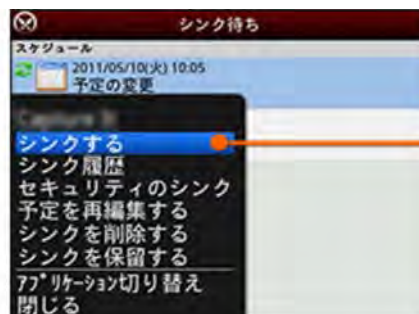 シンク待ち
スケジュール
2011/05/10(火) 10:05
予定の変更
シンクする
シンク履歴
セキュリティのシンク
予定を再編集する
シンクを削除する
シンクを保留する
アプリケーション切り替え
閉じる